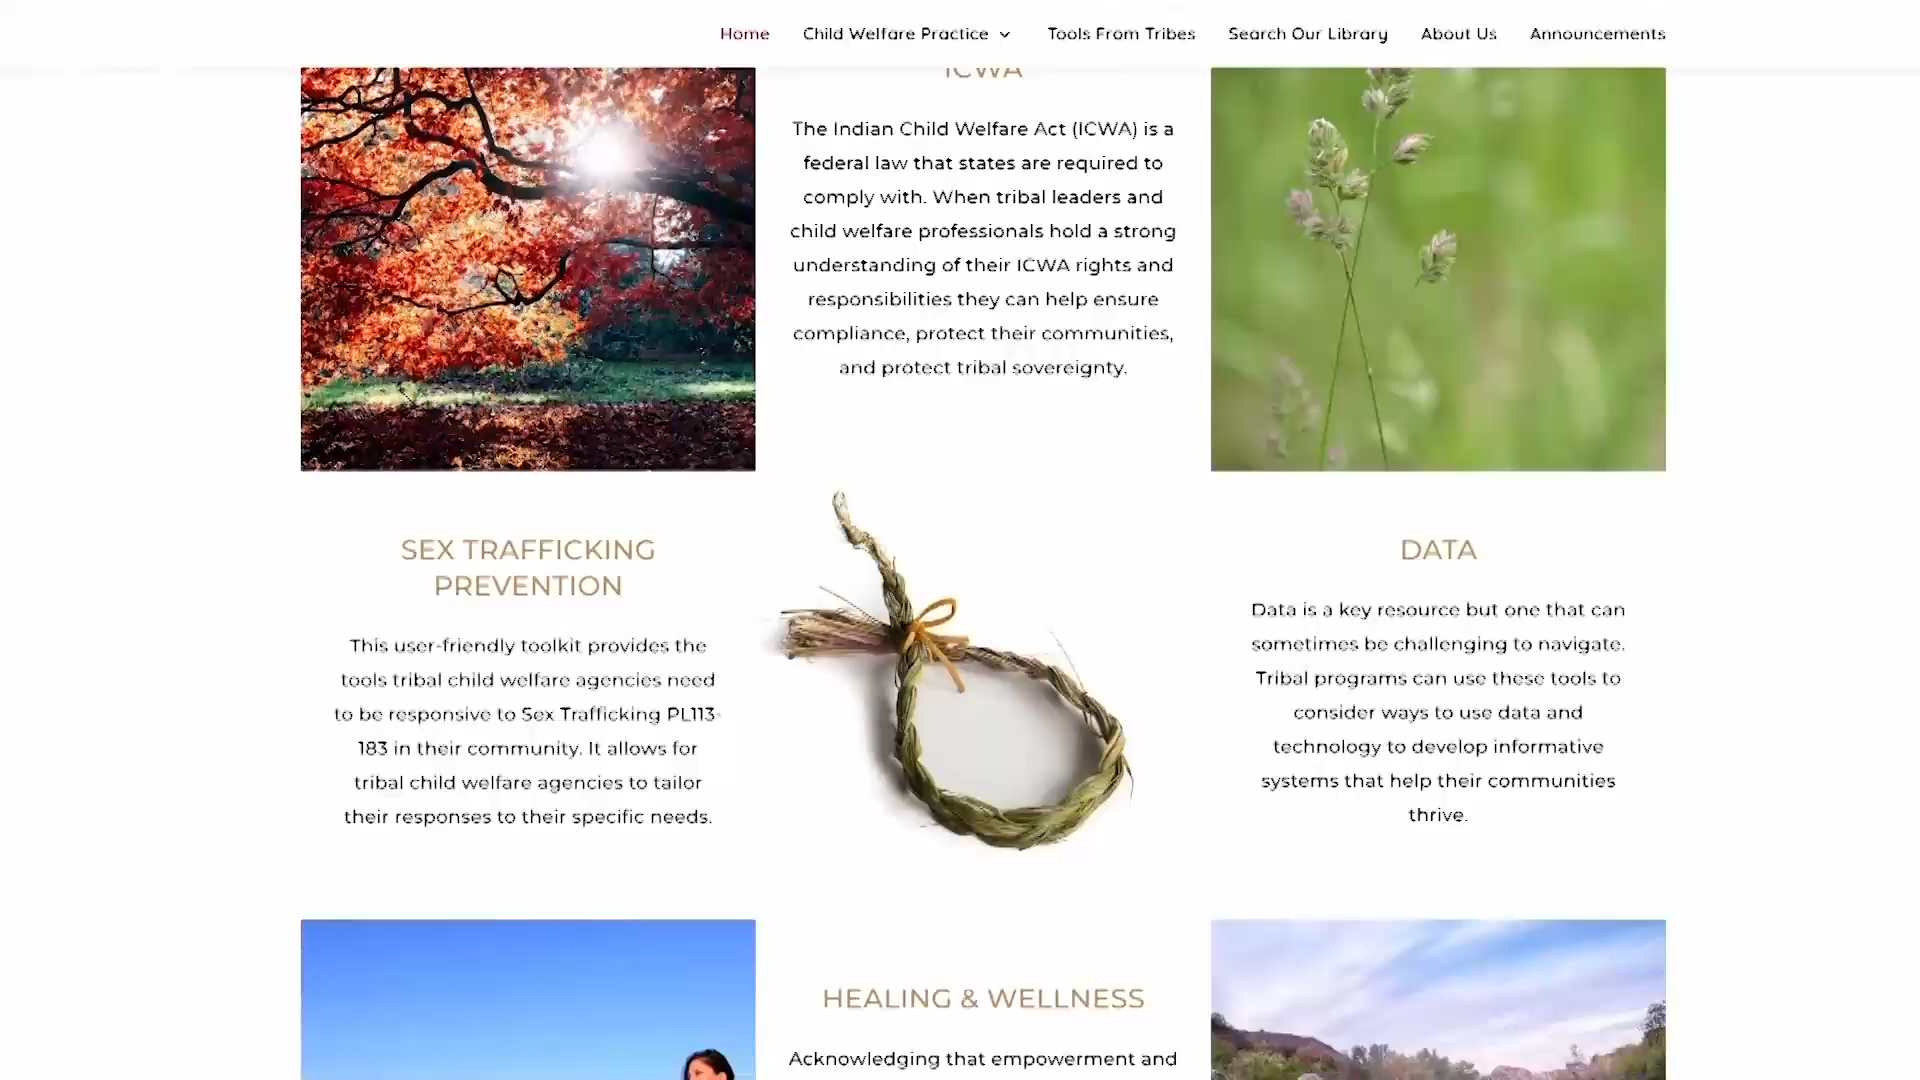 Home Child Welfare Practice Tools From Tribes Search Our Library About Us Announcements
ICWA
The Indian Child Welfare Act (ICWA) is a
federal law that states are required to
comply with. When tribal leaders and
child welfare professionals hold a strong
understanding of their ICWA rights and
responsibilities they can help ensure
compliance, protect their communities,
and protect tribal sovereignty.
SEX TRAFFICKING
PREVENTION
This user-friendly toolkit provides the
tools tribal child welfare agencies need
to be responsive to Sex Trafficking PL113-
183 in their community. It allows for
tribal child welfare agencies to tailor
their responses to their specific needs.
DATA
Data is a key resource but one that can
sometimes be challenging to navigate.
Tribal programs can use these tools to
consider ways to use data and
technology to develop informative
systems that help their communities
thrive.
HEALING & WELLNESS
Acknowledging that empowerment and